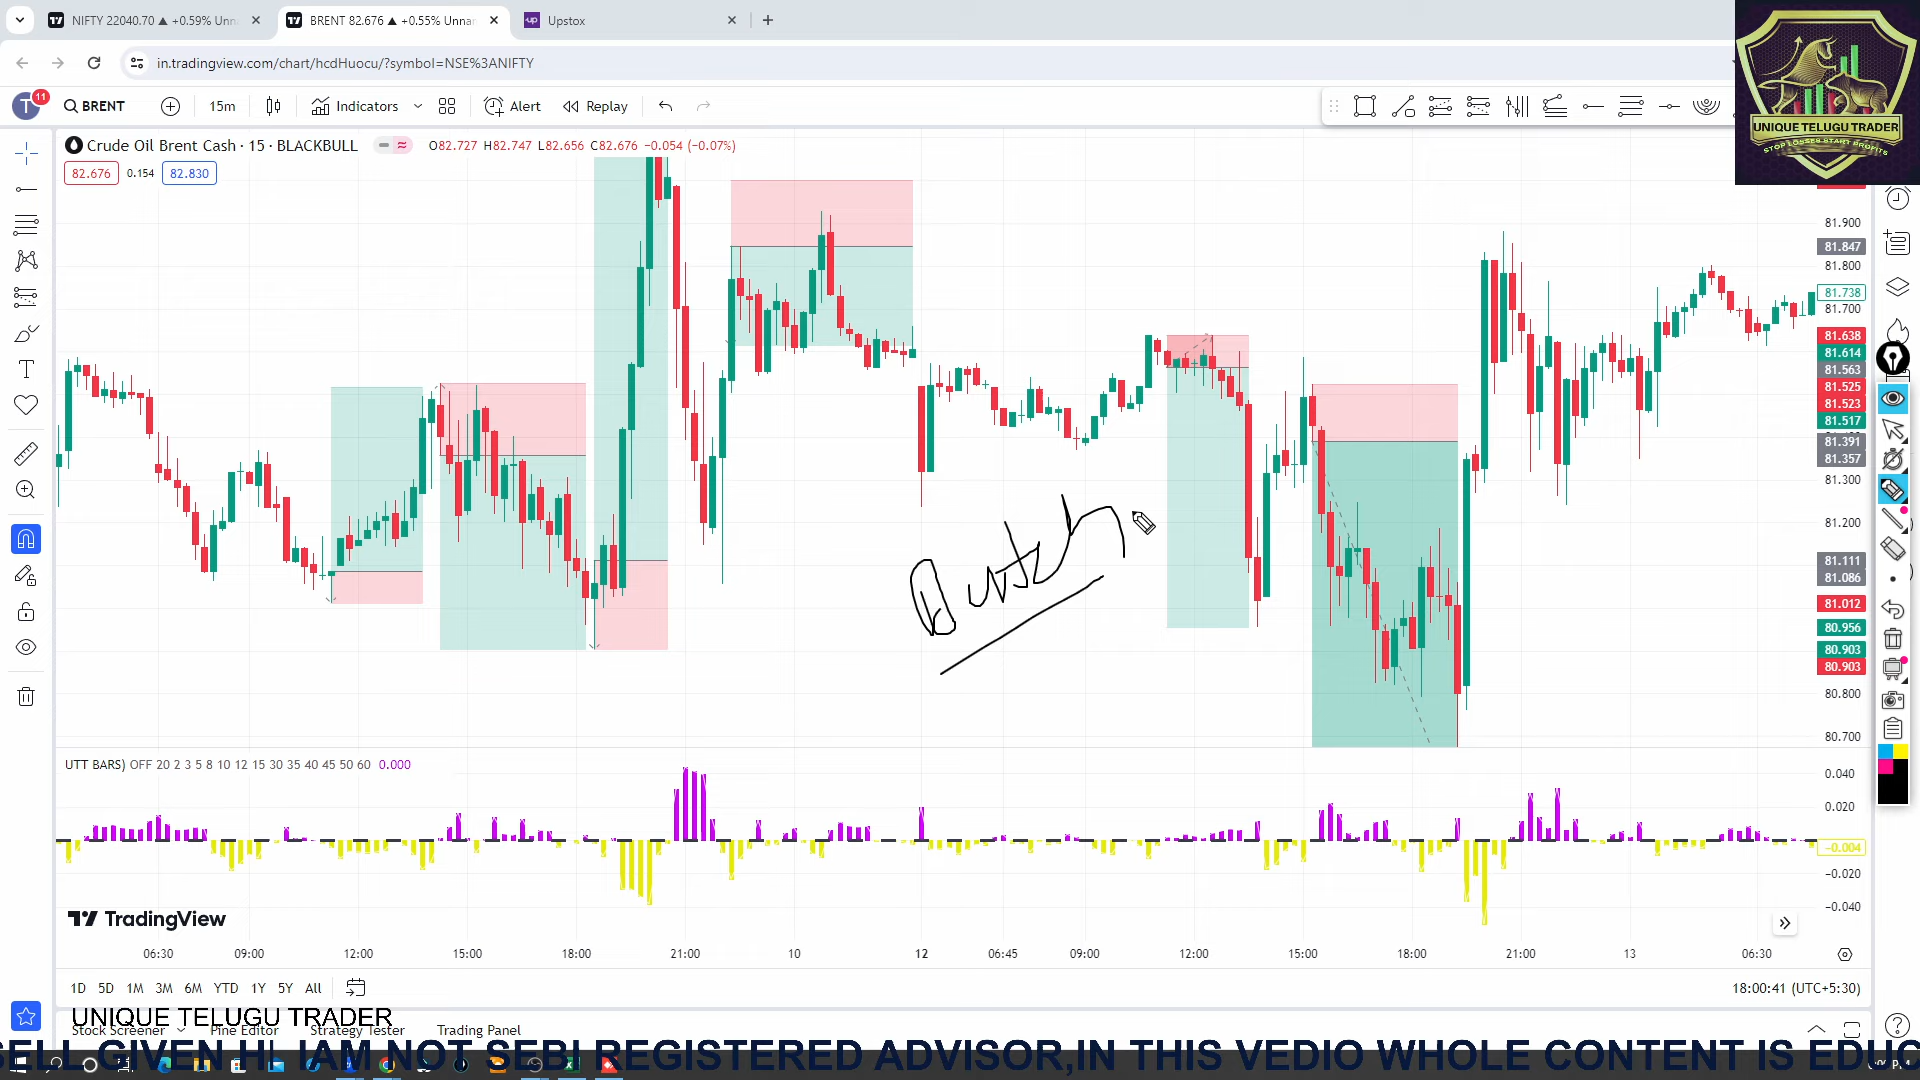 NIFTY 22040.70 ▲ +0.59% Unna
BRENT 82.676 ▲ +0.55% Unna
Upstox
in.tradingview.com/chart/hcdHuocu/?symbol=NSE%3ANIFTY
T 11
BRENT
15m
Indicators
Alert
Replay
UNIQUE TELUGU TRADER
STOP LOSSES START PROFITS
Crude Oil Brent Cash · 15 · BLACKBULL
O82.727 H82.747 L82.656 C82.676 −0.054 (−0.07%)
82.676 0.154 82.830
81.900
81.847
81.800
81.738
81.700
81.638
81.614
81.563
81.525
81.523
81.517
81.391
81.357
81.300
81.200
81.111
81.086
81.012
80.956
80.903
80.903
80.800
80.700
UTT BARS) OFF 20 2 3 5 8 10 12 15 30 35 40 45 50 60 0.000
0.040
0.020
−0.004
−0.020
−0.040
TradingView
06:30 09:00 12:00 15:00 18:00 21:00 10 12 06:45 09:00 12:00 15:00 18:00 21:00 13 06:30
1D 5D 1M 3M 6M YTD 1Y 5Y All
18:00:41 (UTC+5:30)
UNIQUE TELUGU TRADER
Stock Screener Pine Editor Strategy Tester Trading Panel
SELL GIVEN HI, IAM NOT SEBI REGISTERED ADVISOR,IN THIS VEDIO WHOLE CONTENT IS EDUC